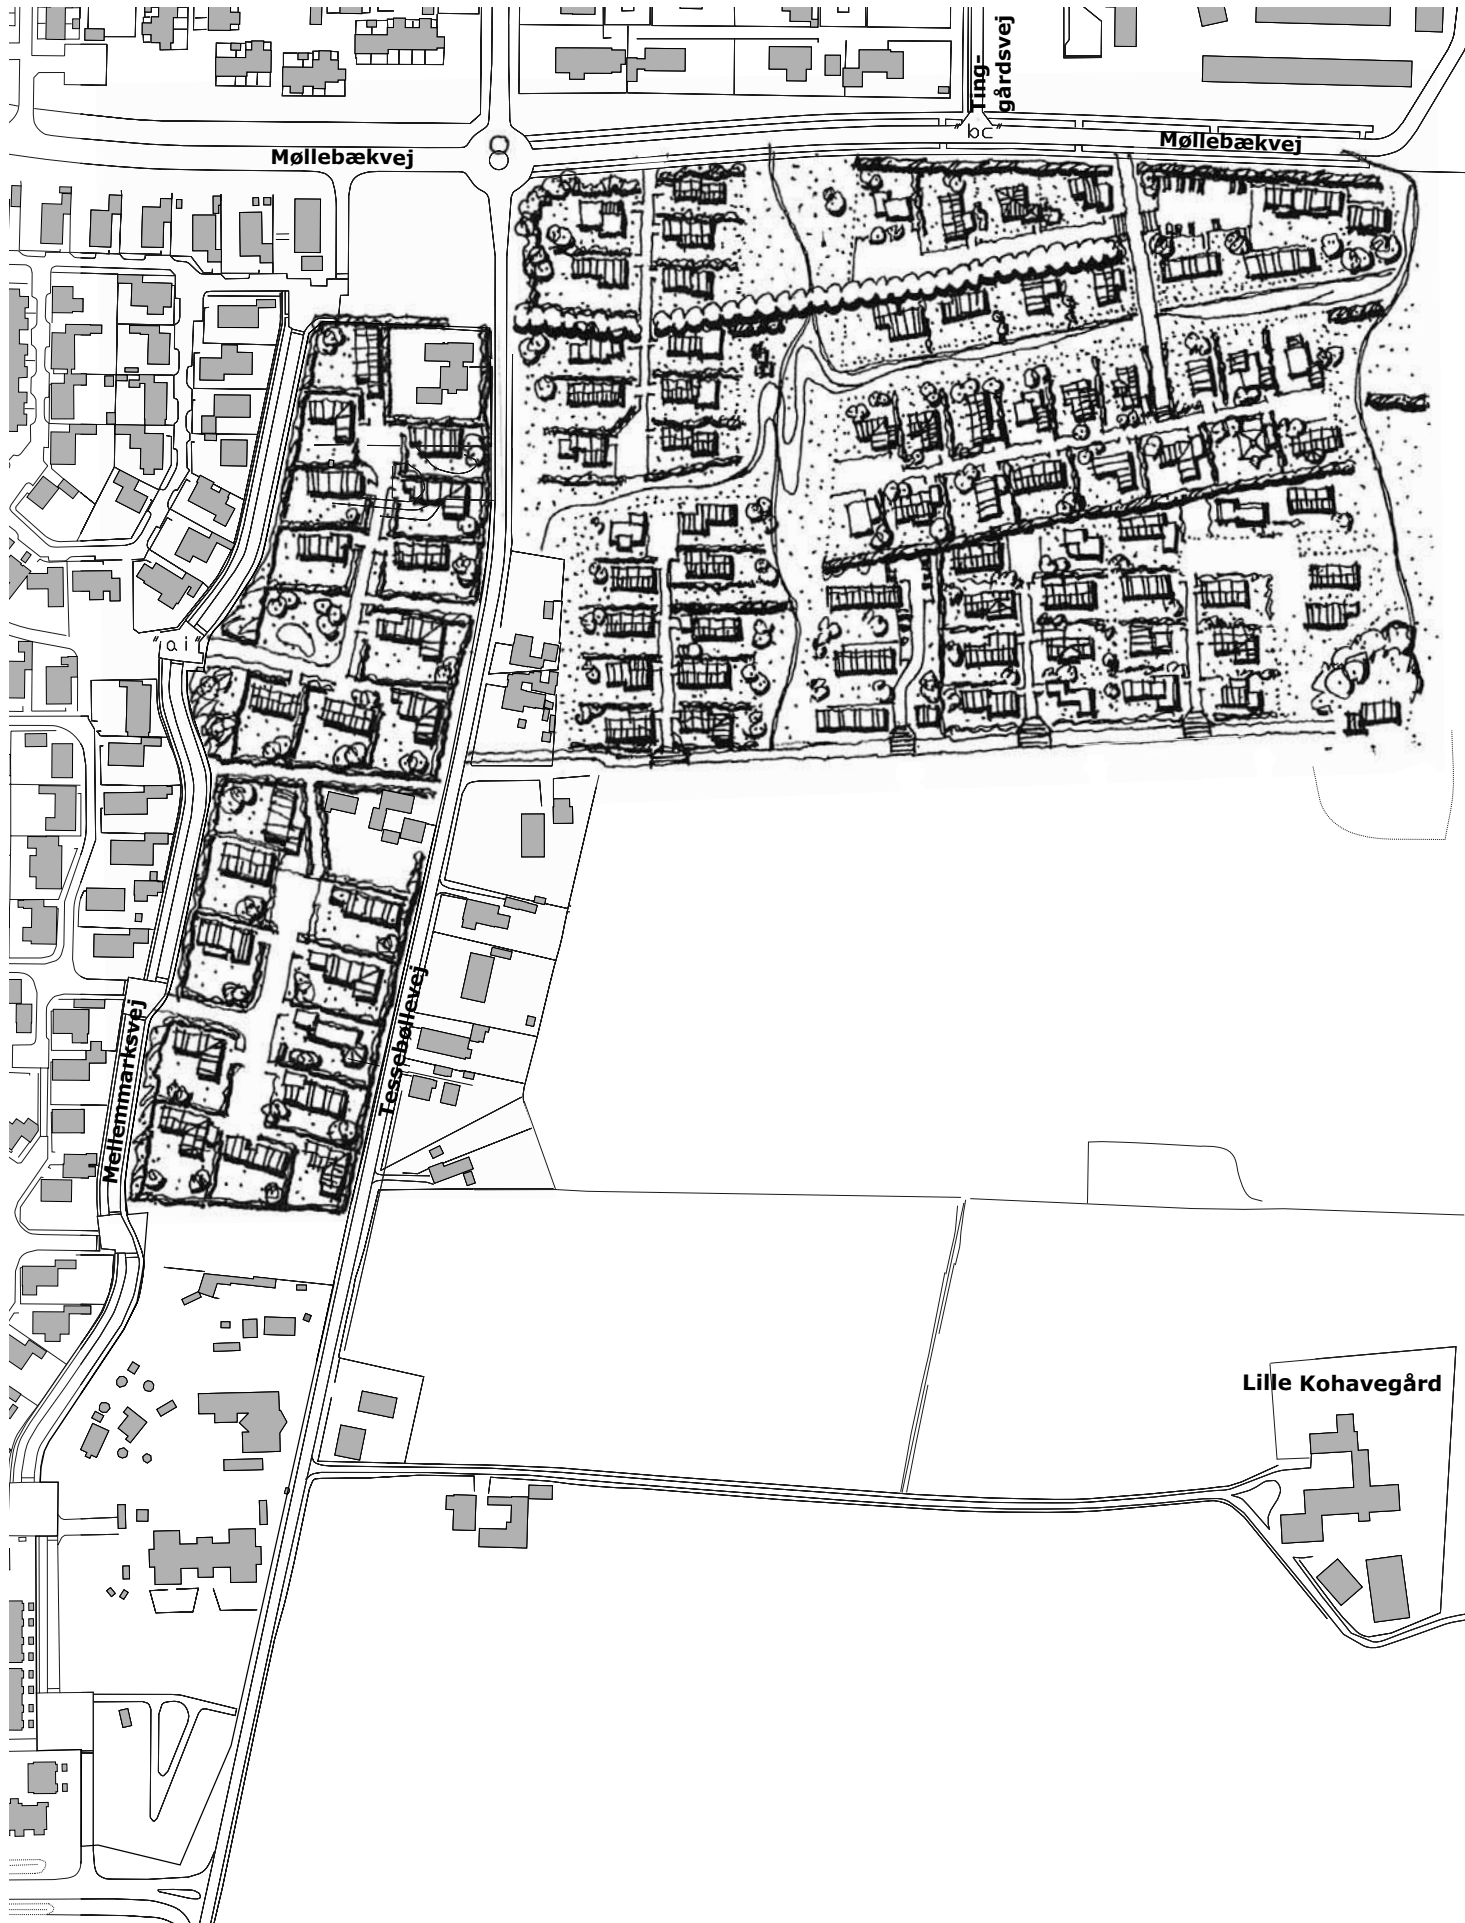 Ting-
gårdsvej
"bc"
Møllebækvej
Møllebækvej
"ai"
Tessebøllevej
Mellemmarksvej
Lille Kohavegård